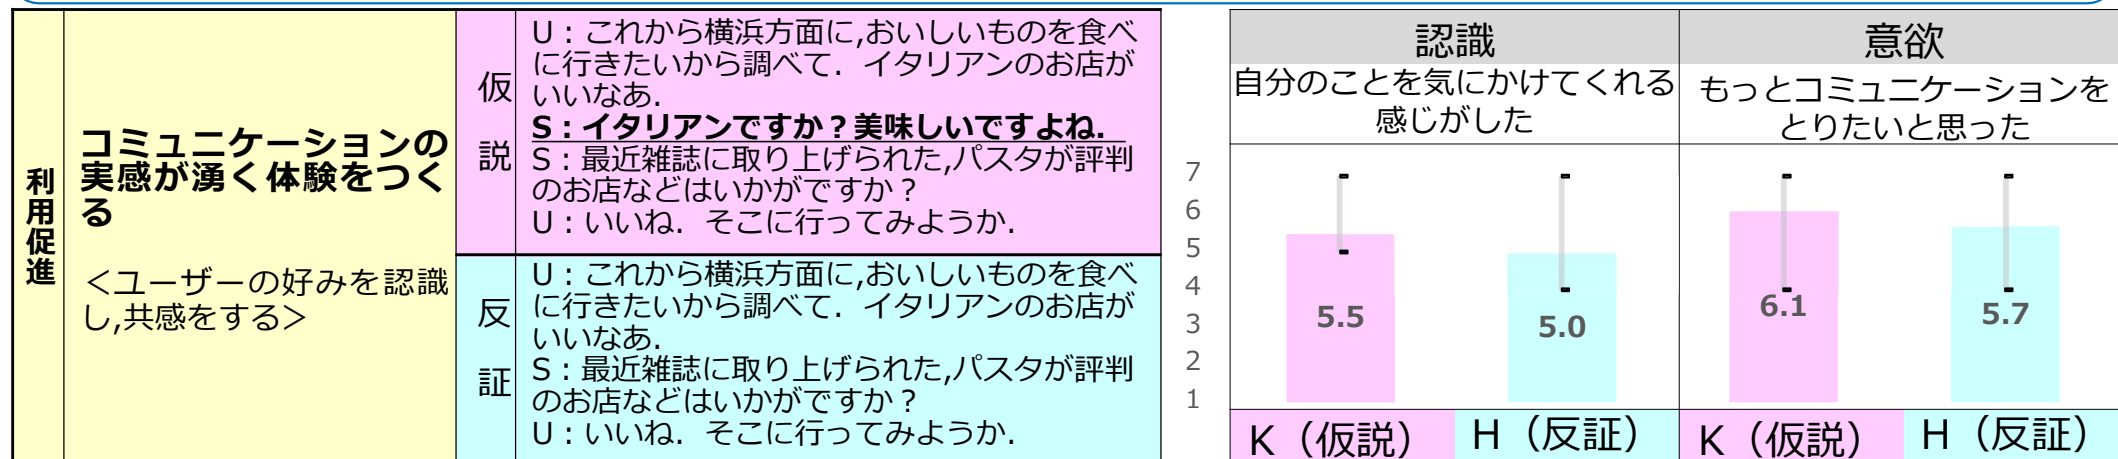 利用促進
コミュニケーションの
実感が湧く体験をつく
る
＜ユーザーの好みを認識
し,共感をする＞
仮説
U：これから横浜方面に,おいしいものを食べ
に行きたいから調べて．イタリアンのお店が
いいなあ．
S：イタリアンですか？美味しいですよね．
S：最近雑誌に取り上げられた,パスタが評判
のお店などはいかがですか？
U：いいね．そこに行ってみようか．
反証
U：これから横浜方面に,おいしいものを食べ
に行きたいから調べて．イタリアンのお店が
いいなあ．
S：最近雑誌に取り上げられた,パスタが評判
のお店などはいかがですか？
U：いいね．そこに行ってみようか．
認識
自分のことを気にかけてくれる
感じがした
意欲
もっとコミュニケーションを
とりたいと思った
7
6
5
4
3
2
1
5.5
5.0
6.1
5.7
K（仮説）
H（反証）
K（仮説）
H（反証）